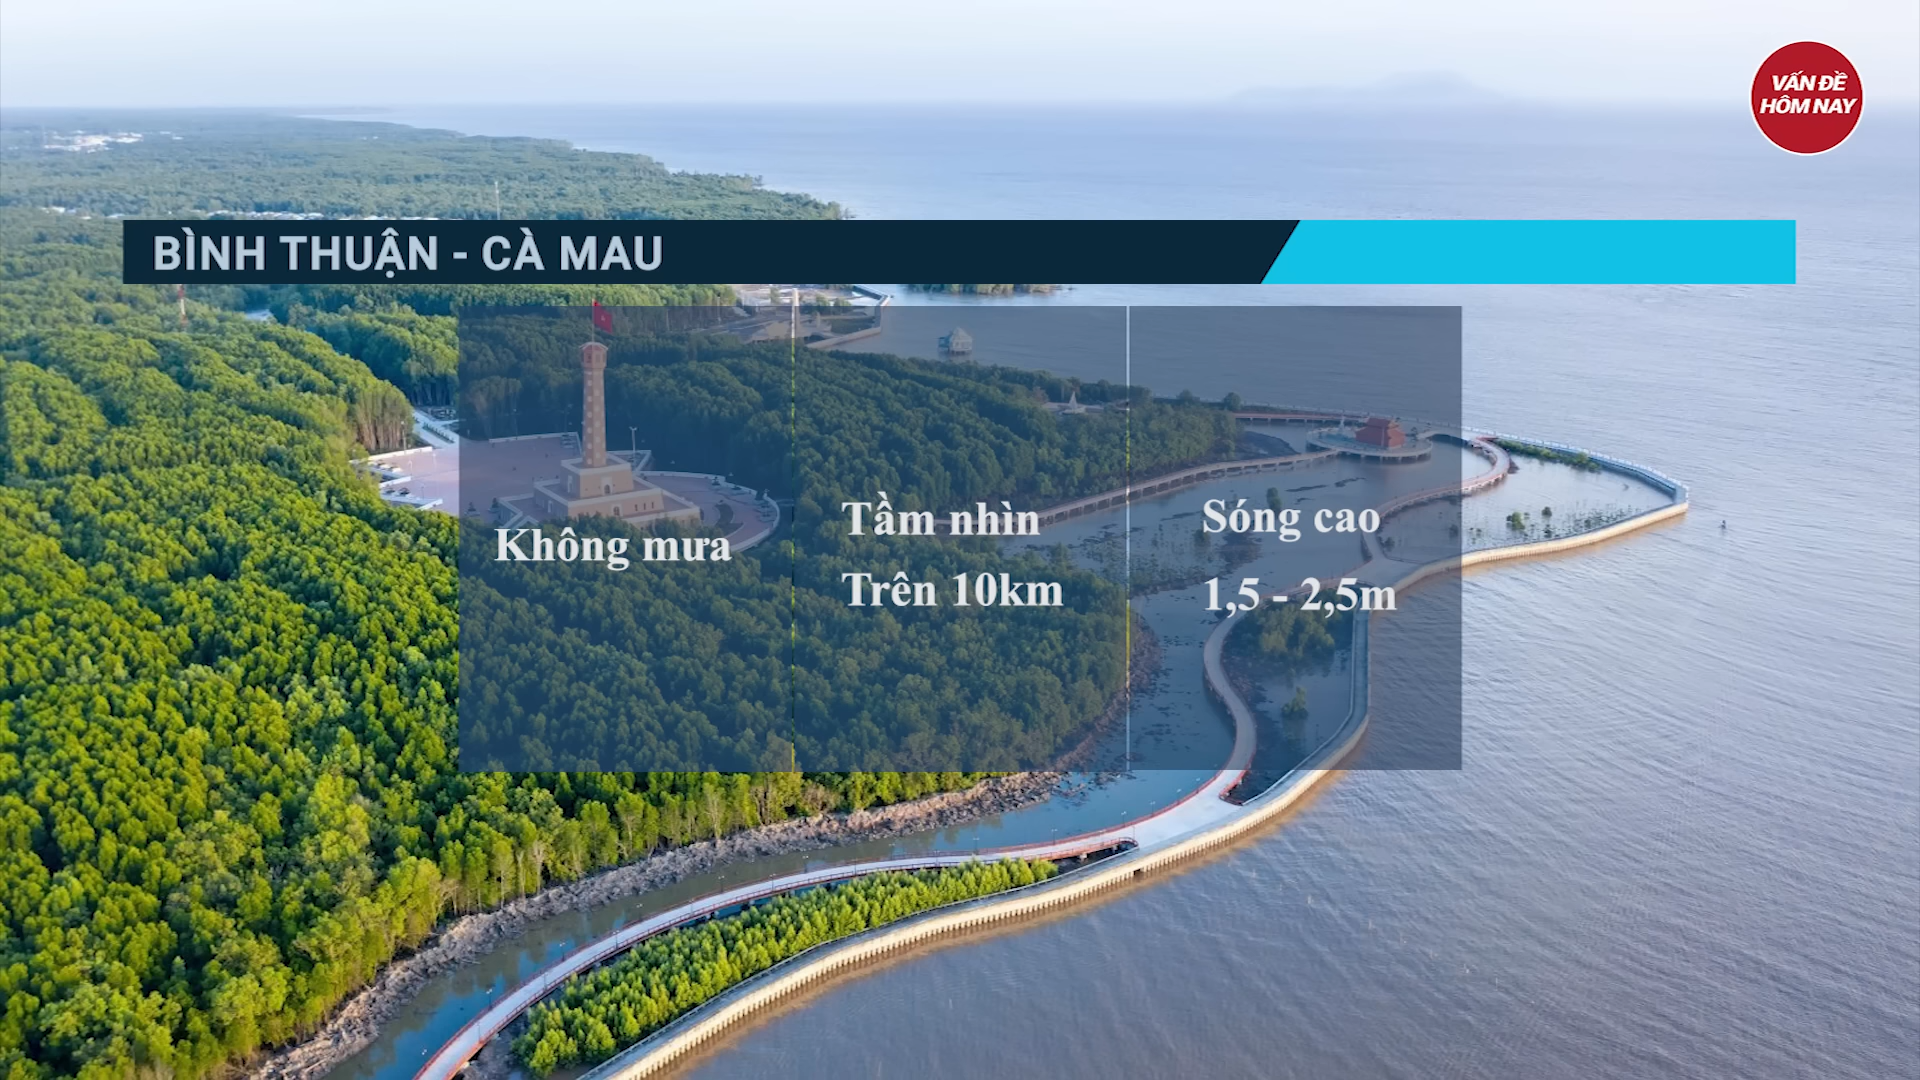 VẤN ĐỀ
HÔM NAY
BÌNH THUẬN - CÀ MAU
Không mưa
Tầm nhìn
Trên 10km
Sóng cao
1,5 - 2,5m